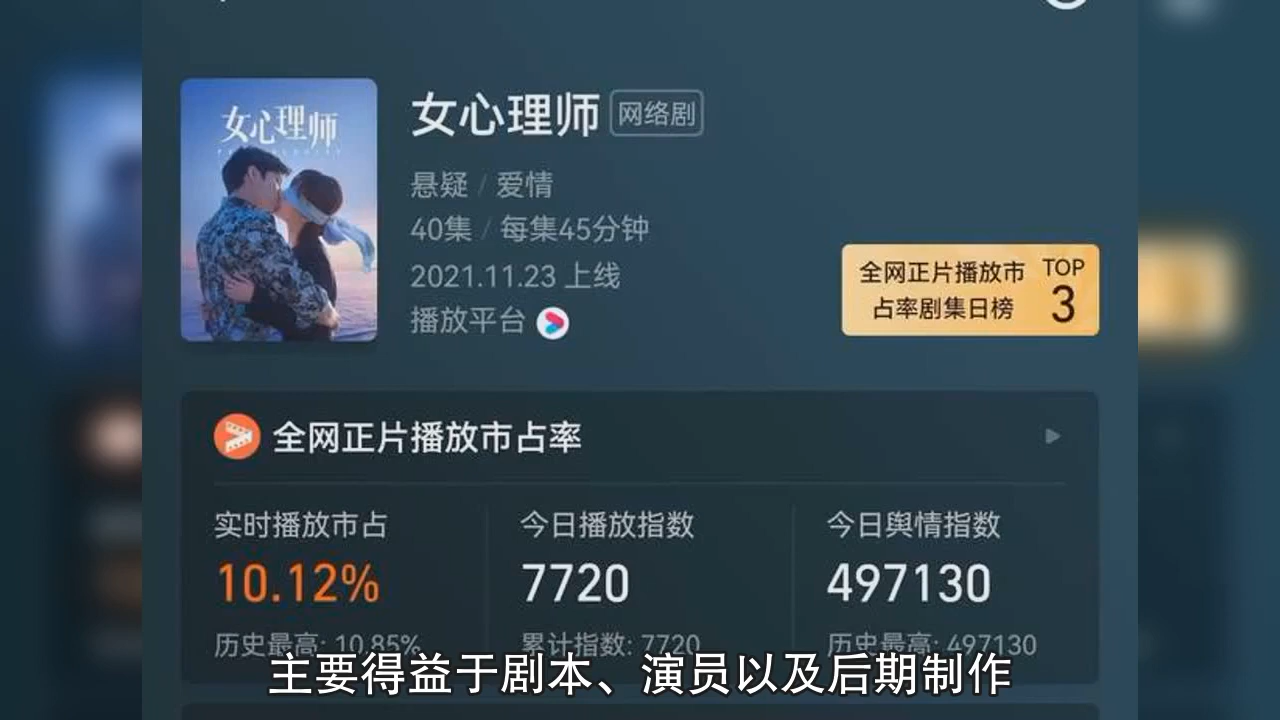 女心理师
女心理师 网络剧
悬疑 / 爱情
40集 / 每集45分钟
2021.11.23 上线
播放平台
全网正片播放市
占率剧集日榜
TOP
3
全网正片播放市占率
实时播放市占
10.12%
历史最高: 10.85%
今日播放指数
7720
累计指数: 7720
今日舆情指数
497130
历史最高: 497130
主要得益于剧本、演员以及后期制作